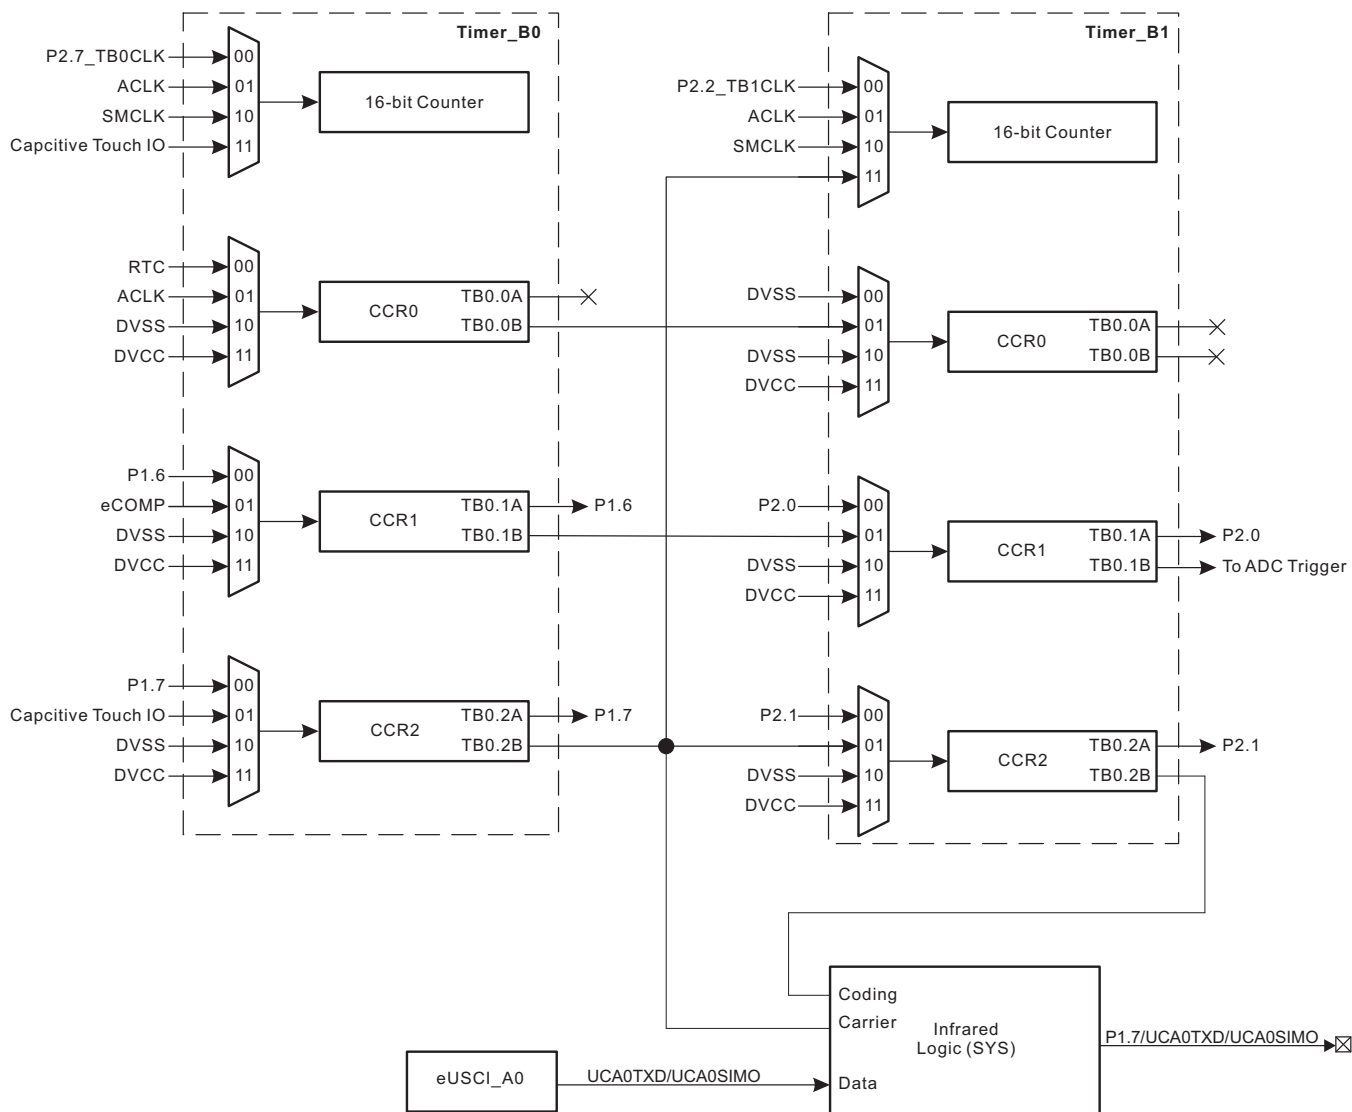 Timer_B0
P2.7_TB0CLK
00
ACLK
01
SMCLK
10
Capcitive Touch IO
11
16-bit Counter
RTC
00
ACLK
01
DVSS
10
DVCC
11
CCR0
TB0.0A
TB0.0B
P1.6
00
eCOMP
01
DVSS
10
DVCC
11
CCR1
TB0.1A
P1.6
TB0.1B
P1.7
00
Capcitive Touch IO
01
DVSS
10
DVCC
11
CCR2
TB0.2A
P1.7
TB0.2B
Timer_B1
P2.2_TB1CLK
00
ACLK
01
SMCLK
10
11
16-bit Counter
DVSS
00
01
DVSS
10
DVCC
11
CCR0
TB0.0A
TB0.0B
P2.0
00
01
DVSS
10
DVCC
11
CCR1
TB0.1A
P2.0
TB0.1B
To ADC Trigger
P2.1
00
01
DVSS
10
DVCC
11
CCR2
TB0.2A
P2.1
TB0.2B
Coding
Carrier
Data
Infrared
Logic (SYS)
P1.7/UCA0TXD/UCA0SIMO
eUSCI_A0
UCA0TXD/UCA0SIMO